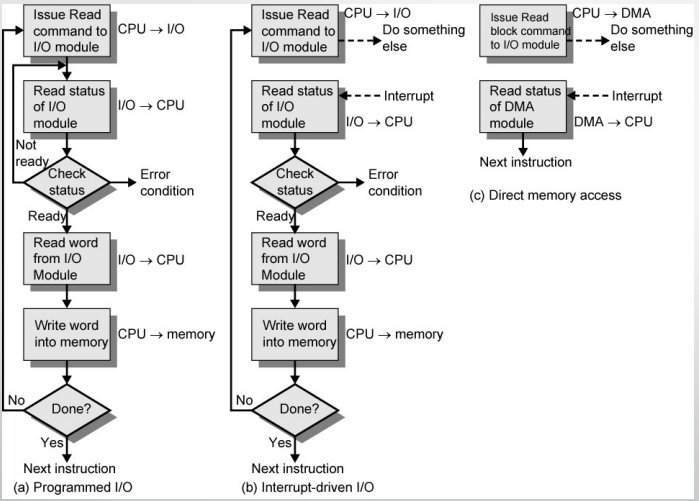 Issue Read
command to
I/O module
CPU → I/O
Read status
of I/O
module
I/O → CPU
Not
ready
Check
status
Error
condition
Ready
Read word
from I/O
Module
I/O → CPU
Write word
into memory
CPU → memory
No
Done?
Yes
Next instruction
(a) Programmed I/O
Issue Read
command to
I/O module
CPU → I/O
Do something
else
Read status
of I/O
module
Interrupt
I/O → CPU
Check
status
Error
condition
Ready
Read word
from I/O
Module
I/O → CPU
Write word
into memory
CPU → memory
No
Done?
Yes
Next instruction
(b) Interrupt-driven I/O
Issue Read
block command
to I/O module
CPU → DMA
Do something
else
Read status
of DMA
module
Interrupt
DMA → CPU
Next instruction
(c) Direct memory access